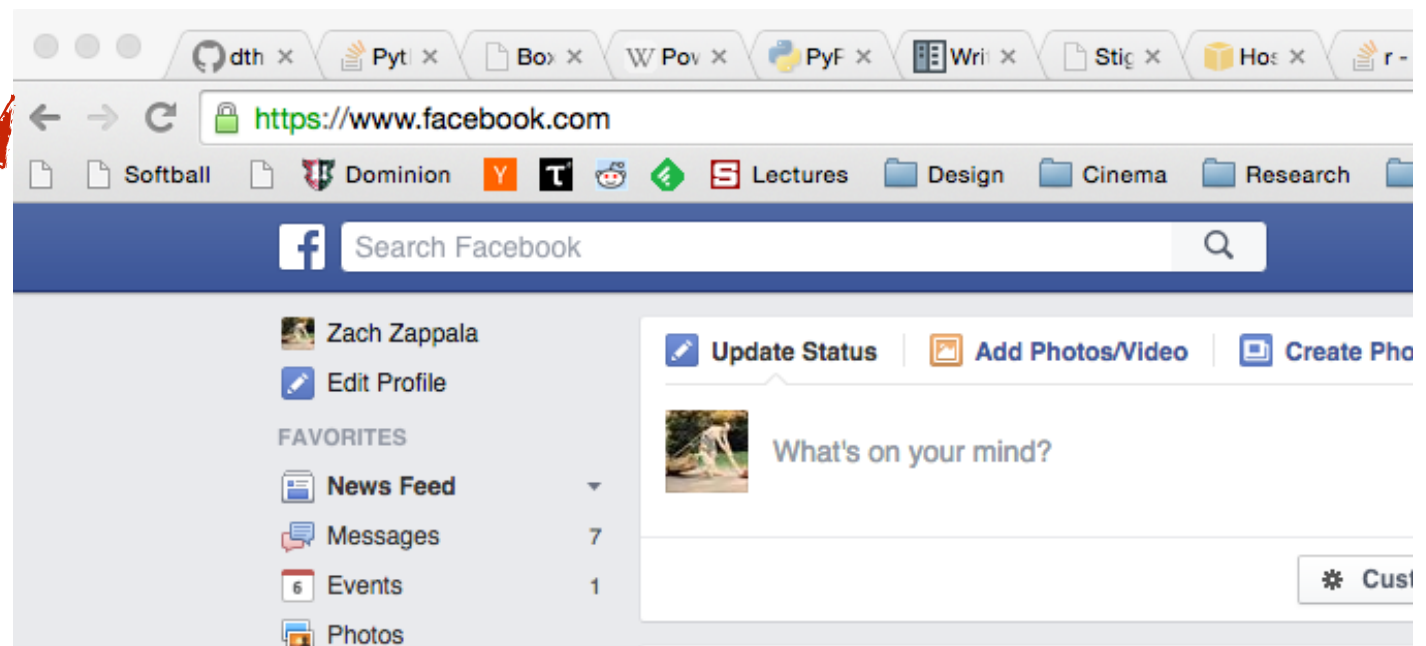 dth Pyt Box W Pov PyF Writ Stig Hos r -
https://www.facebook.com
Softball Dominion Y Lectures Design Cinema Research
f Search Facebook
Zach Zappala
Update Status Add Photos/Video Create Pho
Edit Profile
FAVORITES
What's on your mind?
News Feed
Messages 7
6 Events 1
Cust
Photos